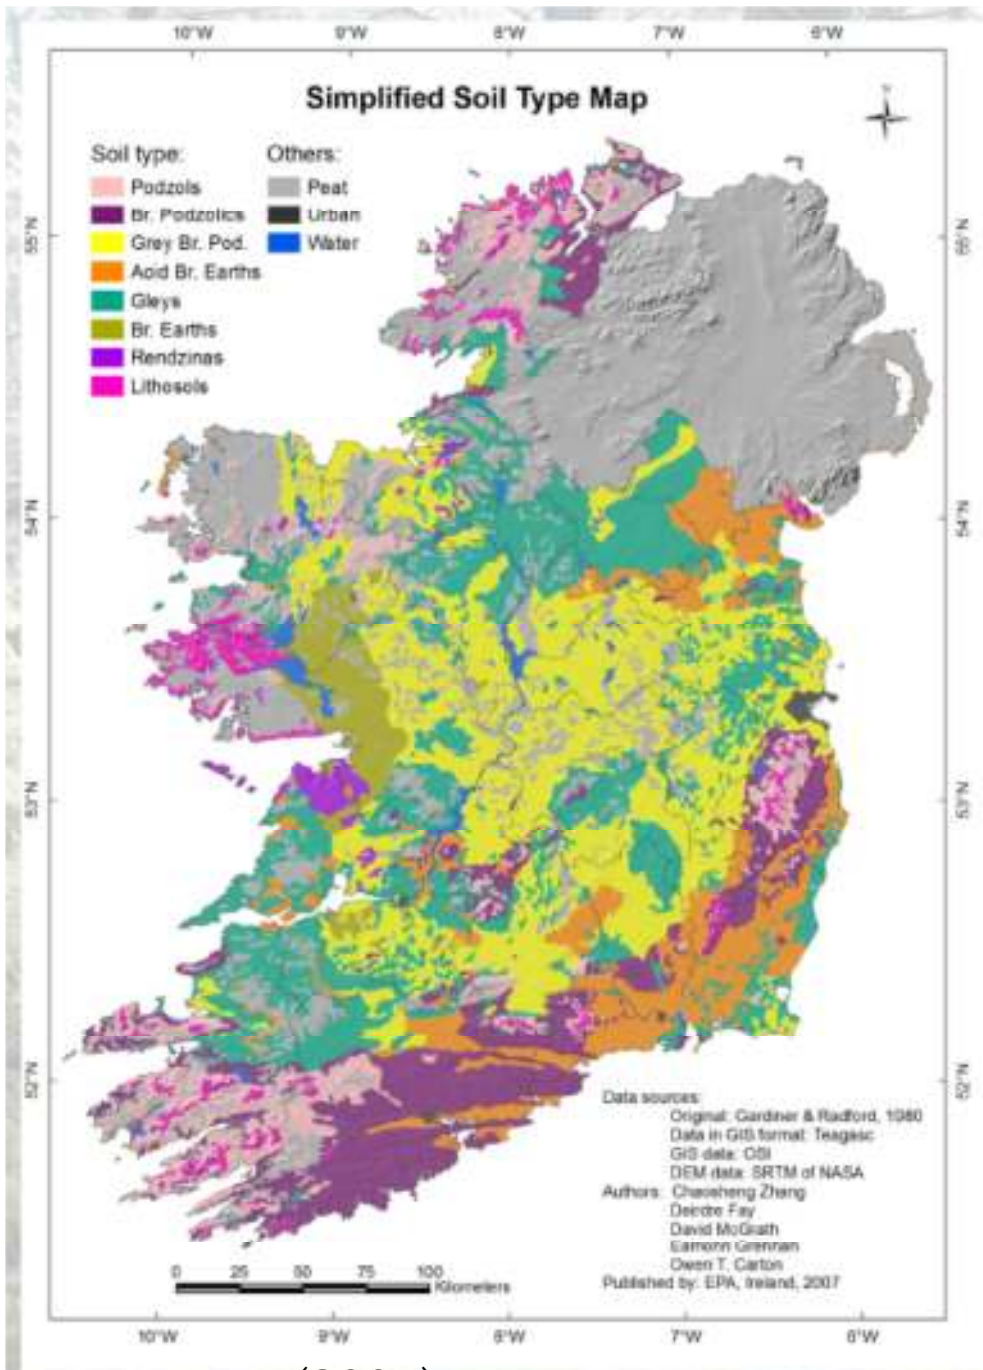 10°W 9°W 8°W 7°W 6°W
Simplified Soil Type Map
N
Soil type:
Podzols
Br. Podzolics
Grey Br. Pod.
Acid Br. Earths
Gleys
Br. Earths
Rendzinas
Lithosols
Others:
Peat
Urban
Water
55°N
55°N
54°N
54°N
53°N
53°N
52°N
52°N
Data sources:
Original: Gardiner & Radford, 1980
Data in GIS format: Teagasc
GIS data: OSI
DEM data: SRTM of NASA
Authors: Chaosheng Zhang
Deirdre Fay
David McGrath
Eamonn Grennan
Owen T. Carton
Published by: EPA, Ireland, 2007
0 25 50 75 100
Kilometers
10°W 9°W 8°W 7°W 6°W